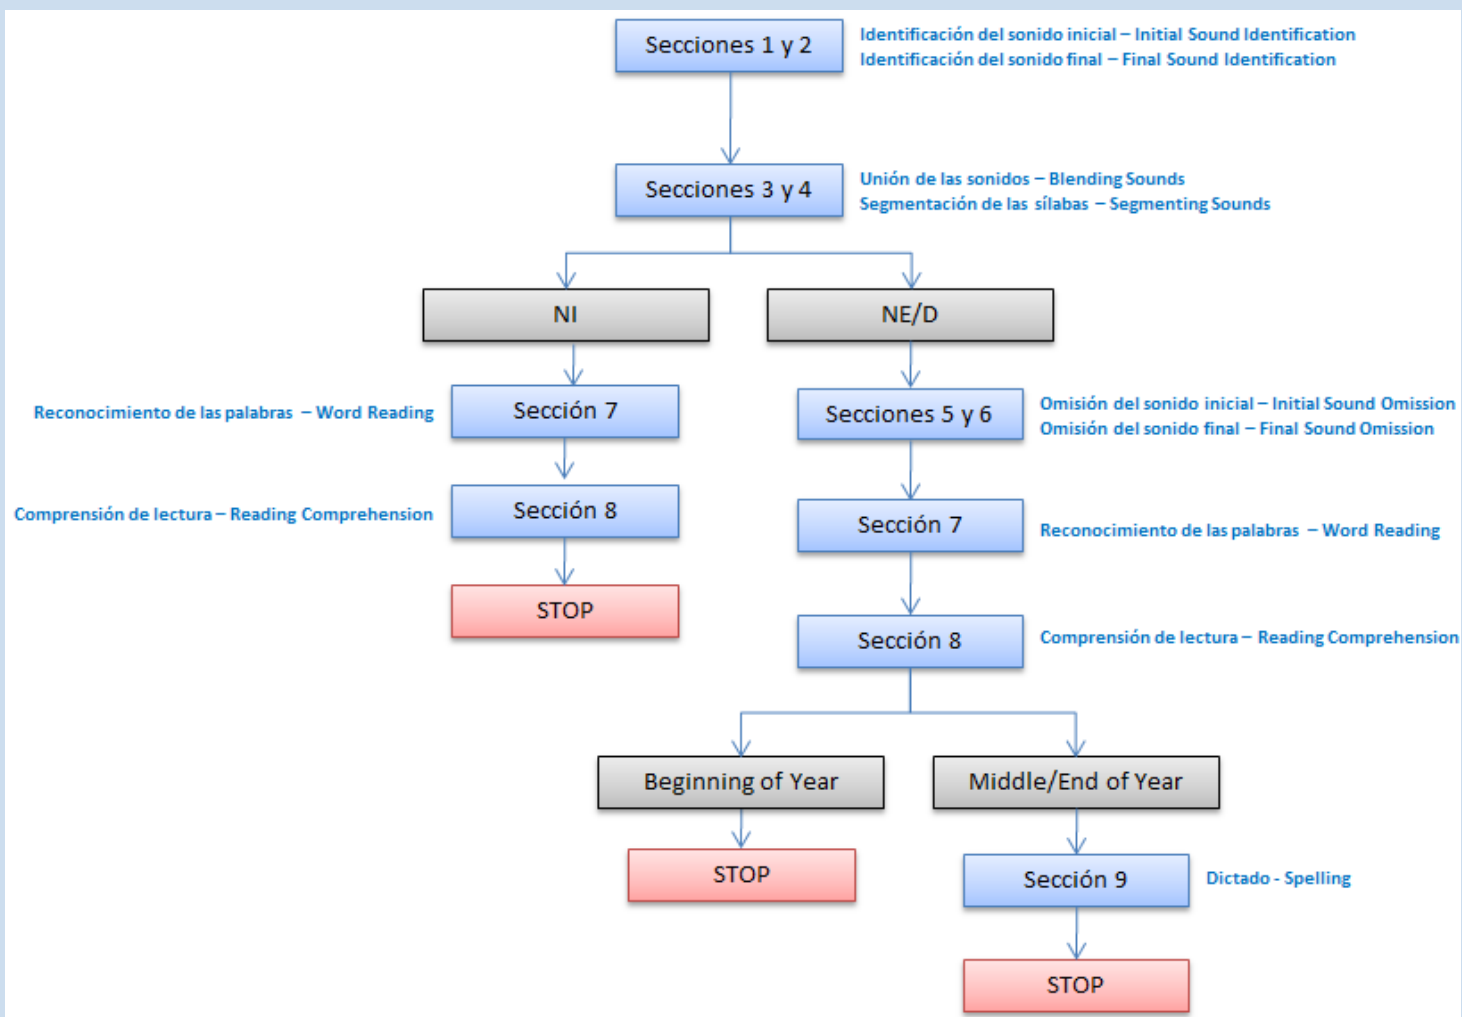 Secciones 1 y 2
Identificación del sonido inicial – Initial Sound Identification
Identificación del sonido final – Final Sound Identification
Secciones 3 y 4
Unión de las sonidos – Blending Sounds
Segmentación de las sílabas – Segmenting Sounds
NI
NE/D
Reconocimiento de las palabras – Word Reading
Sección 7
Secciones 5 y 6
Omisión del sonido inicial – Initial Sound Omission
Omisión del sonido final – Final Sound Omission
Comprensión de lectura – Reading Comprehension
Sección 8
Sección 7
Reconocimiento de las palabras – Word Reading
STOP
Sección 8
Comprensión de lectura – Reading Comprehension
Beginning of Year
Middle/End of Year
STOP
Sección 9
Dictado - Spelling
STOP